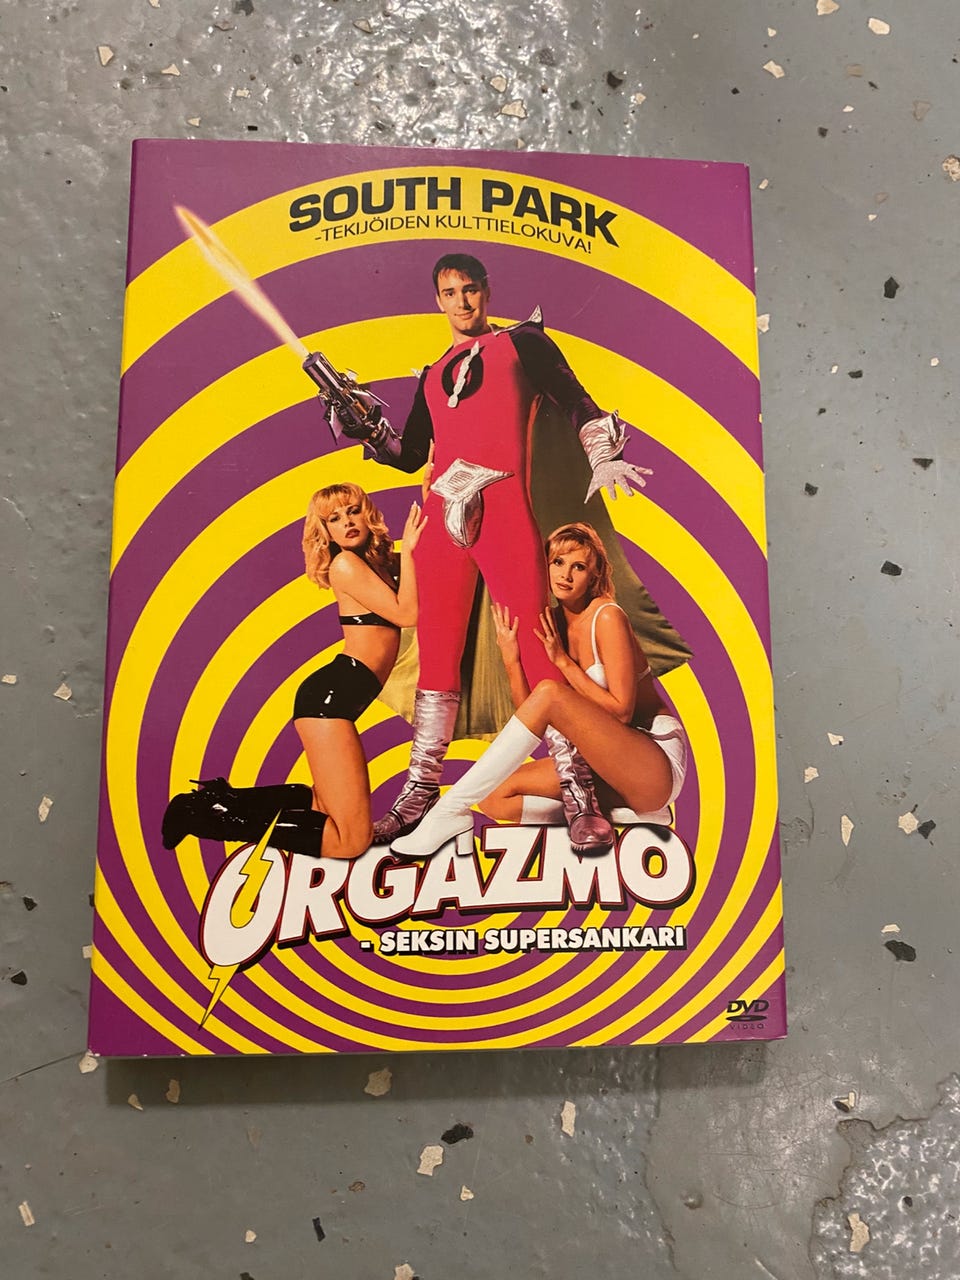 SOUTH PARK
-TEKIJÖIDEN KULTTIELOKUVA!
ORGAZMO
- SEKSIN SUPERSANKARI
DVD
VIDEO